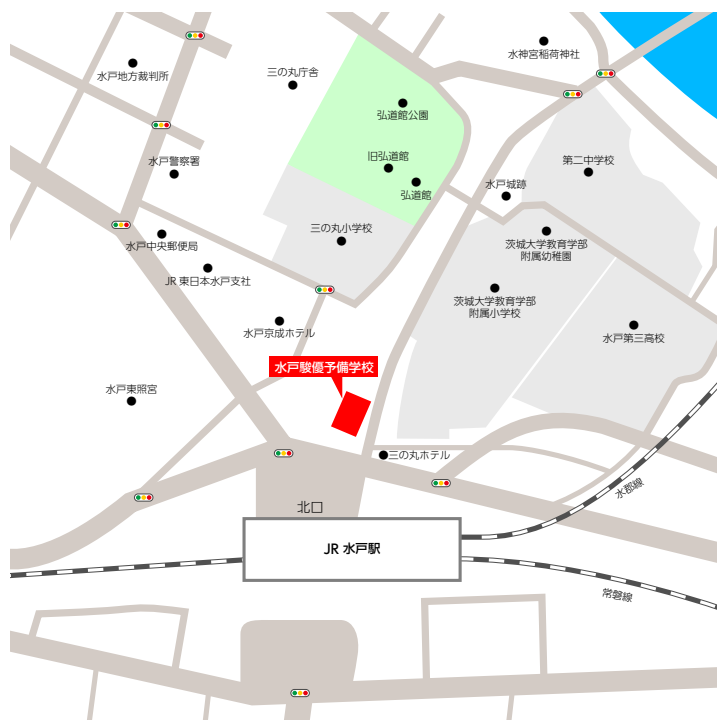 水神宮稲荷神社
水戸地方裁判所
三の丸庁舎
弘道館公園
旧弘道館
弘道館
水戸警察署
第二中学校
水戸城跡
三の丸小学校
水戸中央郵便局
茨城大学教育学部
附属幼稚園
JR 東日本水戸支社
茨城大学教育学部
附属小学校
水戸京成ホテル
水戸第三高校
水戸駿優予備学校
水戸東照宮
三の丸ホテル
水郡線
北口
JR 水戸駅
常磐線